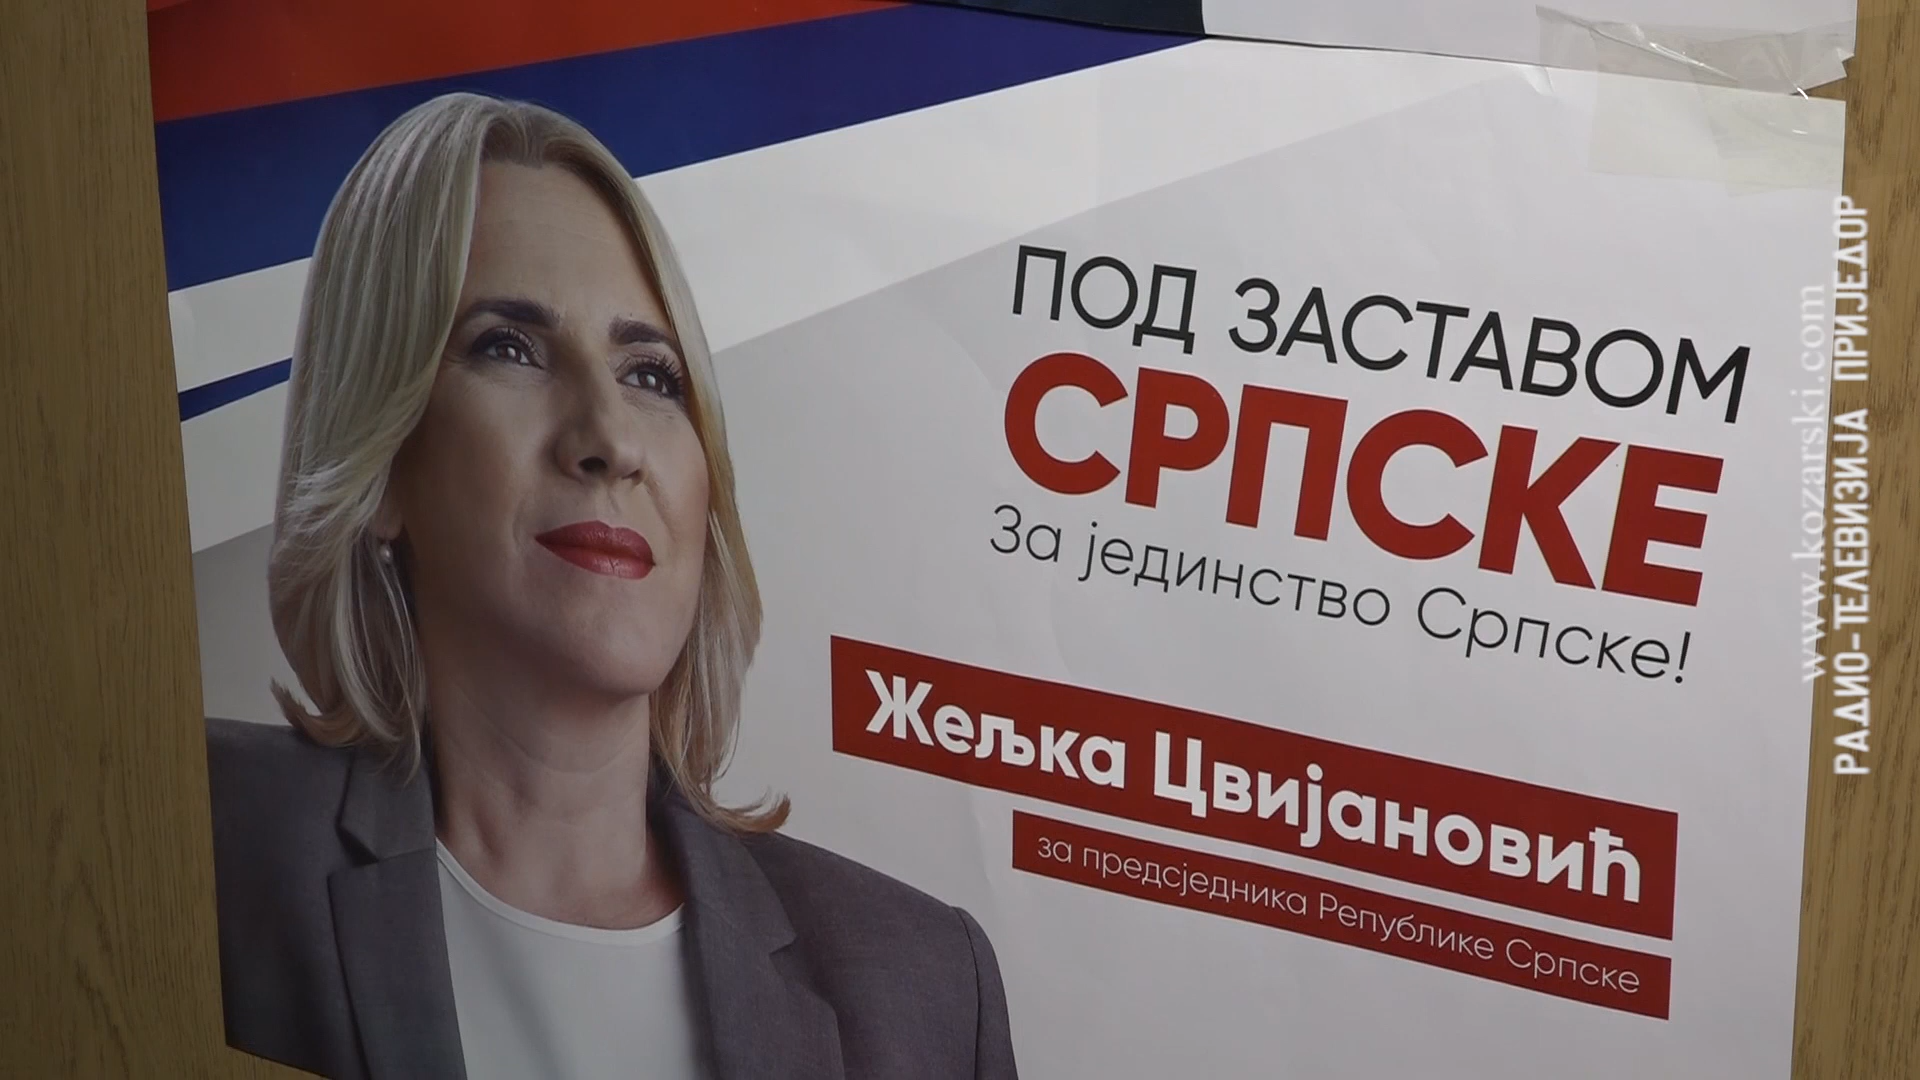 ПОД ЗАСТАВОМ
СРПСКЕ
За јединство Српске!
Жељка Цвијановић
за предсједника Републике Српске
www.kozarski.com
РАДИО-ТЕЛЕВИЗИЈА ПРИЈЕДОР